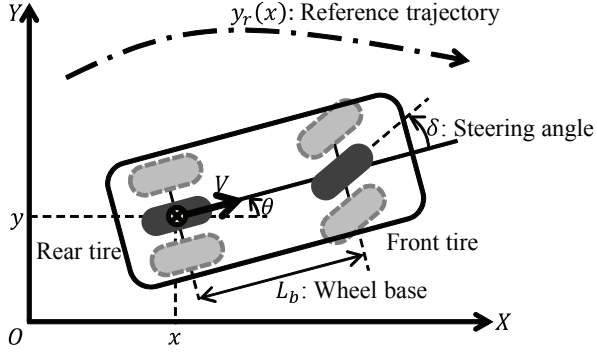 Y
y_r(x): Reference trajectory
δ: Steering angle
V
θ
y
Rear tire
Front tire
L_b: Wheel base
O
x
X